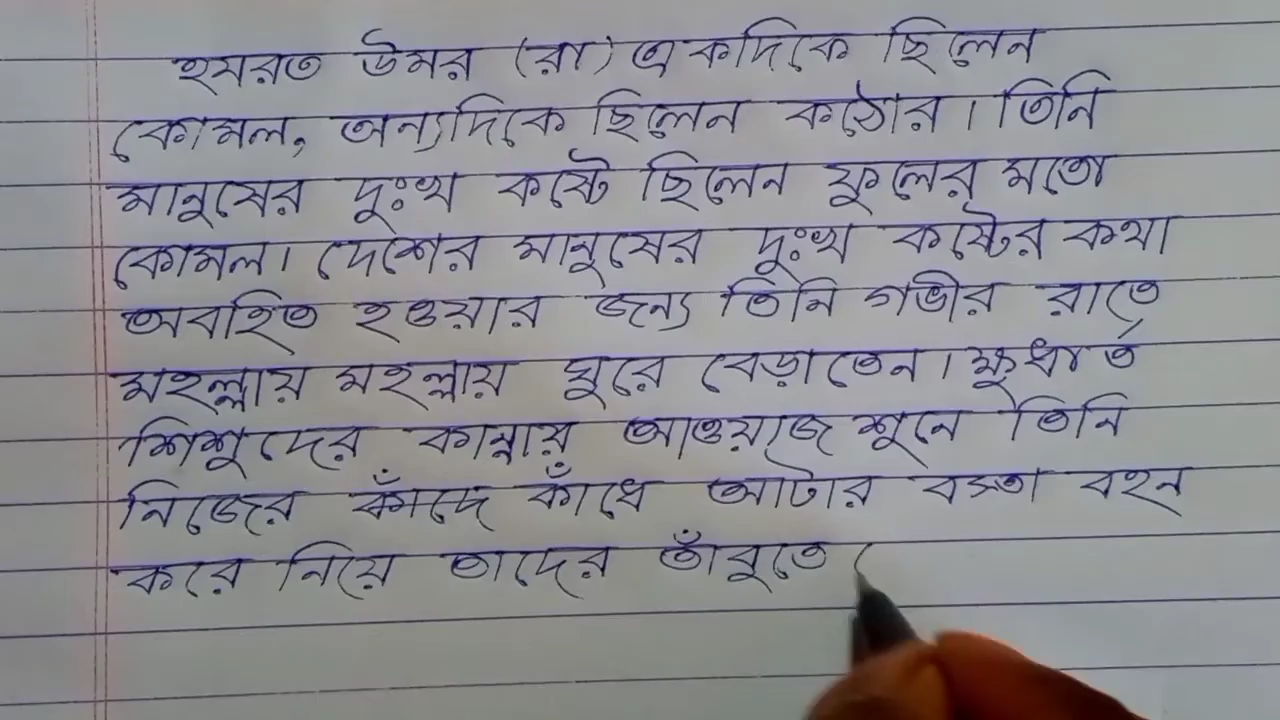 হযরত উমর (রা) একদিকে ছিলেন
কোমল, অন্যদিকে ছিলেন কঠোর। তিনি
মানুষের দুঃখ কষ্টে ছিলেন ফুলের মতো
কোমল। দেশের মানুষের দুঃখ কষ্টের কথা
অবহিত হওয়ার জন্য তিনি গভীর রাতে
মহল্লায় মহল্লায় ঘুরে বেড়াতেন। ক্ষুধার্ত
শিশুদের কান্নায় আওয়াজ শুনে তিনি
নিজের কাঁদে কাঁধে আটার বস্তা বহন
করে নিয়ে তাদের তাঁবুতে